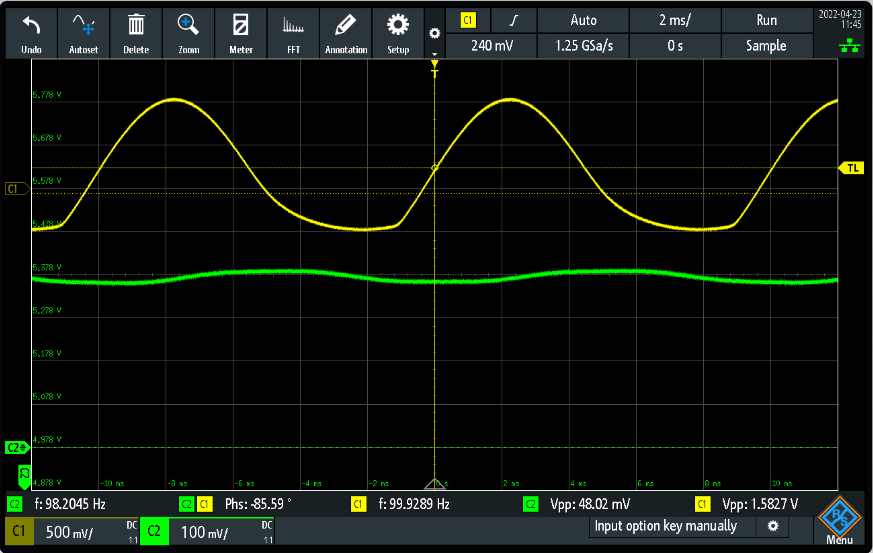 Undo Autoset Delete Zoom Meter FFT Annotation Setup
C1 Auto 2 ms/ Run
240 mV 1.25 GSa/s 0 s Sample
2022-04-23
11:45
T
5.778 V
5.678 V
TL
5.578 V
C1
5.478 V
5.378 V
5.278 V
5.178 V
5.078 V
4.978 V
C2
4.878 V -10 ms -8 ms -6 ms -4 ms -2 ms 2 ms 4 ms 6 ms 8 ms 10 ms
C2 f: 98.2045 Hz C2 C1 Phs: -85.59 ° C1 f: 99.9289 Hz C2 Vpp: 48.02 mV C1 Vpp: 1.5827 V
C1 500 mV/ DC 1:1 C2 100 mV/ DC 1:1 Input option key manually
R&S
Menu